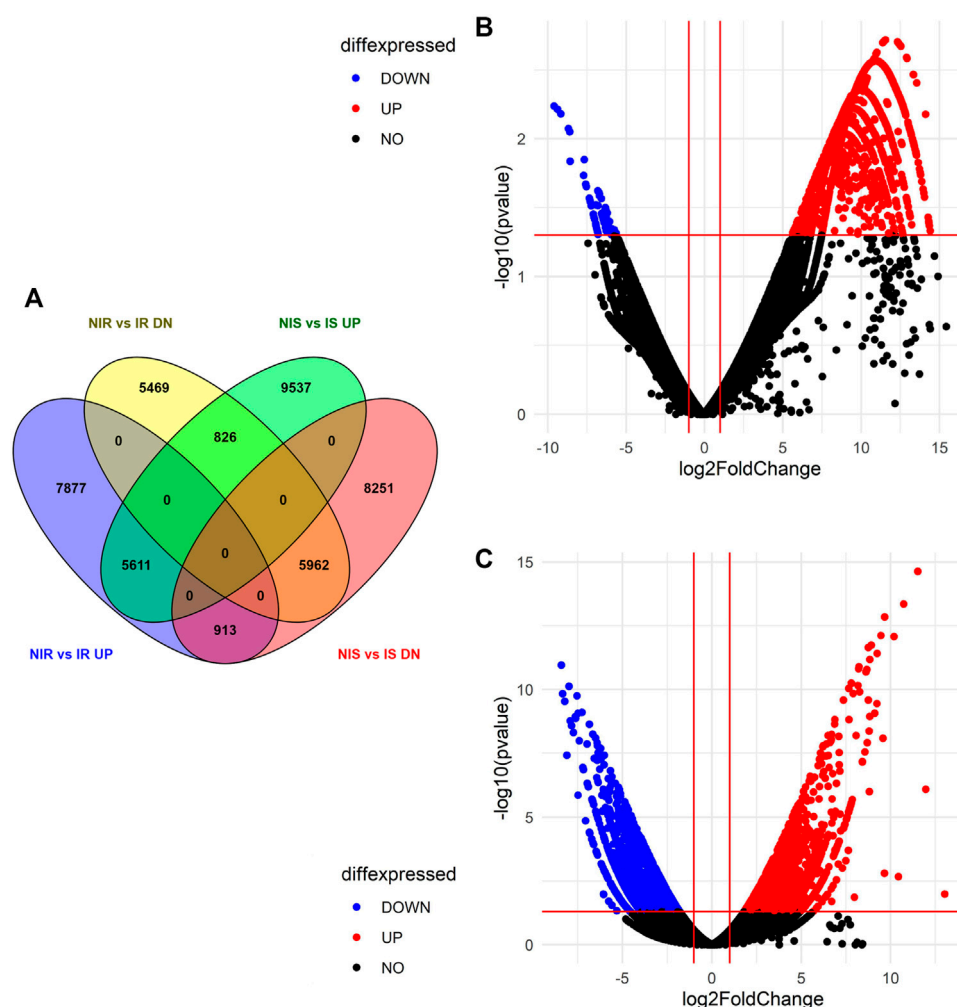 diffexpressed
DOWN
UP
NO
B
-log10(pvalue)
2
1
0
-10
-5
0
5
10
15
log2FoldChange
A
NIR vs IR DN
NIS vs IS UP
5469
9537
0
826
0
7877
0
0
8251
5611
0
5962
0
0
913
NIR vs IR UP
NIS vs IS DN
C
-log10(pvalue)
15
10
5
0
-5
0
5
10
log2FoldChange
diffexpressed
DOWN
UP
NO